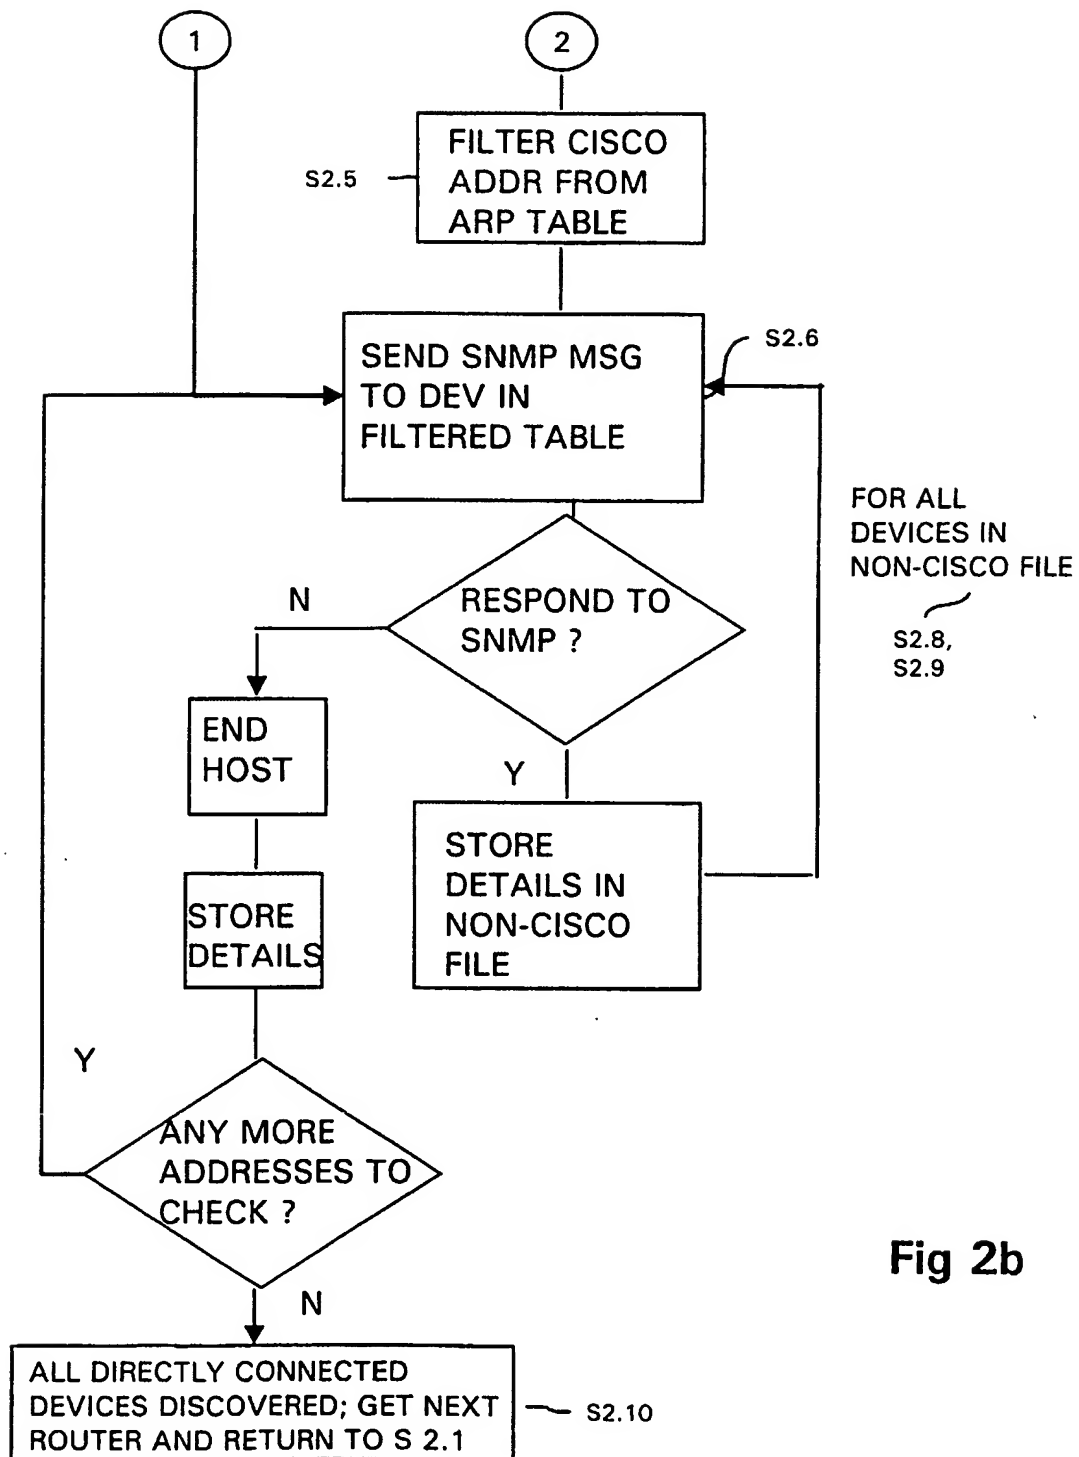 1
2
FILTER CISCO
ADDR FROM
ARP TABLE
S2.5
SEND SNMP MSG
TO DEV IN
FILTERED TABLE
S2.6
FOR ALL
DEVICES IN
NON-CISCO FILE
S2.8,
S2.9
RESPOND TO
SNMP ?
N
Y
END
HOST
STORE
DETAILS IN
NON-CISCO
FILE
STORE
DETAILS
Y
ANY MORE
ADDRESSES TO
CHECK ?
N
Fig 2b
ALL DIRECTLY CONNECTED
DEVICES DISCOVERED; GET NEXT
ROUTER AND RETURN TO S 2.1
S2.10